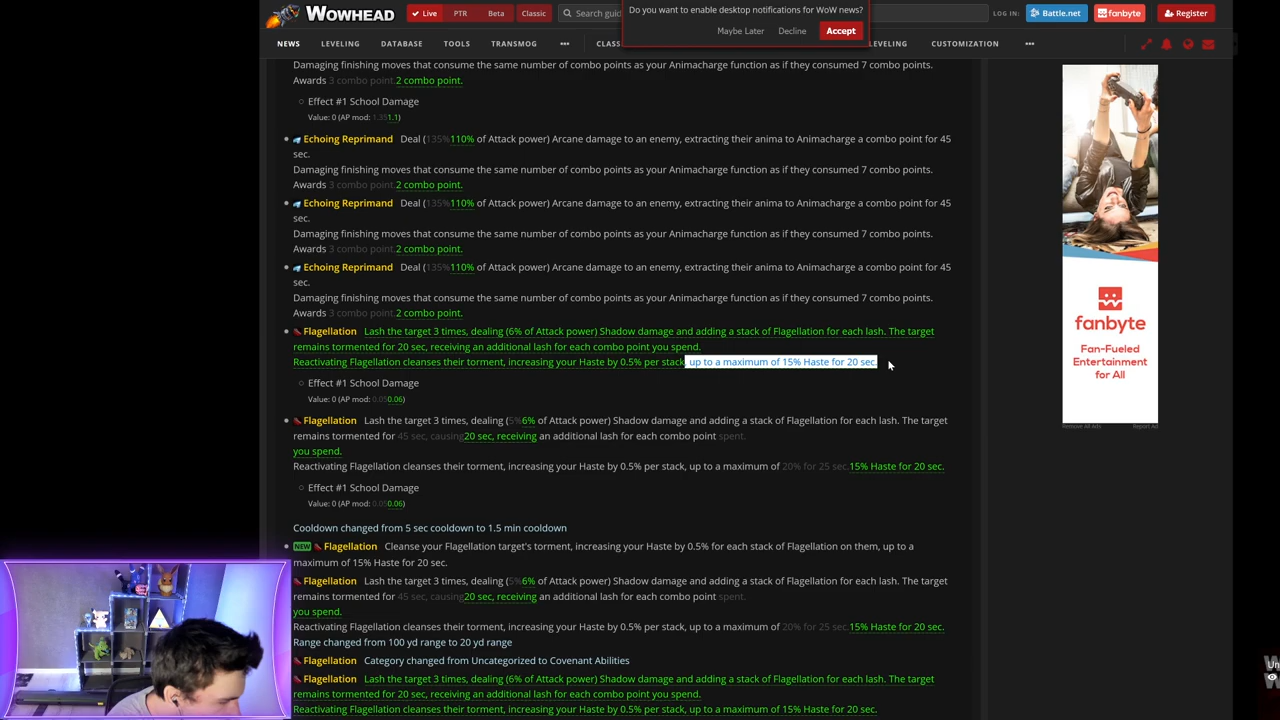 Do you want to enable desktop notifications for WoW news?
Maybe Later Decline Accept
WOWHEAD Live PTR Beta Classic Search guid LOG IN: Battle.net fanbyte Register
NEWS LEVELING DATABASE TOOLS TRANSMOG ••• CLASS LEVELING CUSTOMIZATION •••
Damaging finishing moves that consume the same number of combo points as your Animacharge function as if they consumed 7 combo points.
Awards 3 combo point.2 combo point.
Effect #1 School Damage
Value: 0 (AP mod: 1.351.1)
Echoing Reprimand Deal (135%110% of Attack power) Arcane damage to an enemy, extracting their anima to Animacharge a combo point for 45
sec.
Damaging finishing moves that consume the same number of combo points as your Animacharge function as if they consumed 7 combo points.
Awards 3 combo point.2 combo point.
Echoing Reprimand Deal (135%110% of Attack power) Arcane damage to an enemy, extracting their anima to Animacharge a combo point for 45
sec.
Damaging finishing moves that consume the same number of combo points as your Animacharge function as if they consumed 7 combo points.
Awards 3 combo point.2 combo point.
Echoing Reprimand Deal (135%110% of Attack power) Arcane damage to an enemy, extracting their anima to Animacharge a combo point for 45
sec.
Damaging finishing moves that consume the same number of combo points as your Animacharge function as if they consumed 7 combo points.
Awards 3 combo point.2 combo point.
Flagellation Lash the target 3 times, dealing (6% of Attack power) Shadow damage and adding a stack of Flagellation for each lash. The target
remains tormented for 20 sec, receiving an additional lash for each combo point you spend.
Reactivating Flagellation cleanses their torment, increasing your Haste by 0.5% per stack, up to a maximum of 15% Haste for 20 sec.
Effect #1 School Damage
Value: 0 (AP mod: 0.050.06)
Flagellation Lash the target 3 times, dealing (5%6% of Attack power) Shadow damage and adding a stack of Flagellation for each lash. The target
remains tormented for 45 sec, causing20 sec, receiving an additional lash for each combo point spent.
you spend.
Reactivating Flagellation cleanses their torment, increasing your Haste by 0.5% per stack, up to a maximum of 20% for 25 sec.15% Haste for 20 sec.
Effect #1 School Damage
Value: 0 (AP mod: 0.050.06)
Cooldown changed from 5 sec cooldown to 1.5 min cooldown
NEW Flagellation Cleanse your Flagellation target's torment, increasing your Haste by 0.5% for each stack of Flagellation on them, up to a
maximum of 15% Haste for 20 sec.
Flagellation Lash the target 3 times, dealing (5%6% of Attack power) Shadow damage and adding a stack of Flagellation for each lash. The target
remains tormented for 45 sec, causing20 sec, receiving an additional lash for each combo point spent.
you spend.
Reactivating Flagellation cleanses their torment, increasing your Haste by 0.5% per stack, up to a maximum of 20% for 25 sec.15% Haste for 20 sec.
Range changed from 100 yd range to 20 yd range
Flagellation Category changed from Uncategorized to Covenant Abilities
Flagellation Lash the target 3 times, dealing (6% of Attack power) Shadow damage and adding a stack of Flagellation for each lash. The target
remains tormented for 20 sec, receiving an additional lash for each combo point you spend.
Reactivating Flagellation cleanses their torment, increasing your Haste by 0.5% per stack, up to a maximum of 15% Haste for 20 sec.
fanbyte
Fan-Fueled
Entertainment
for All
Remove All Ads Report Ad
Un